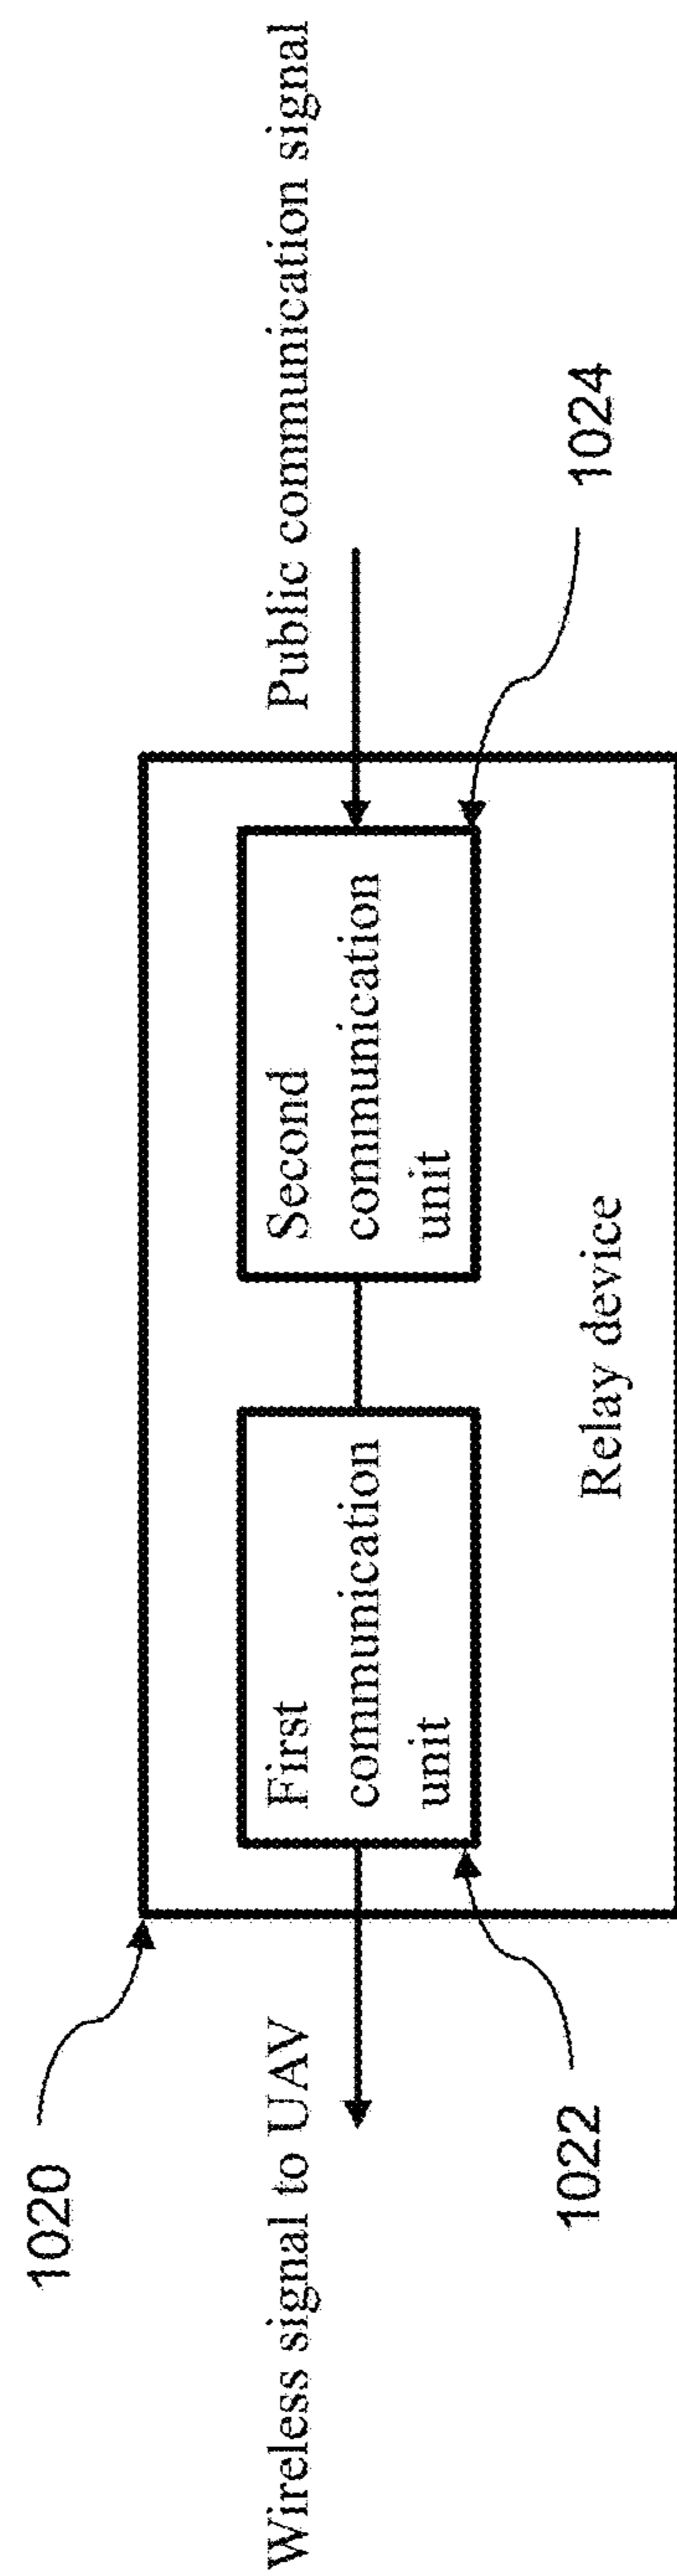 1020
Wireless signal to UAV
Public communication signal
First
communication
unit
Second
communication
unit
1022
1024
Relay device